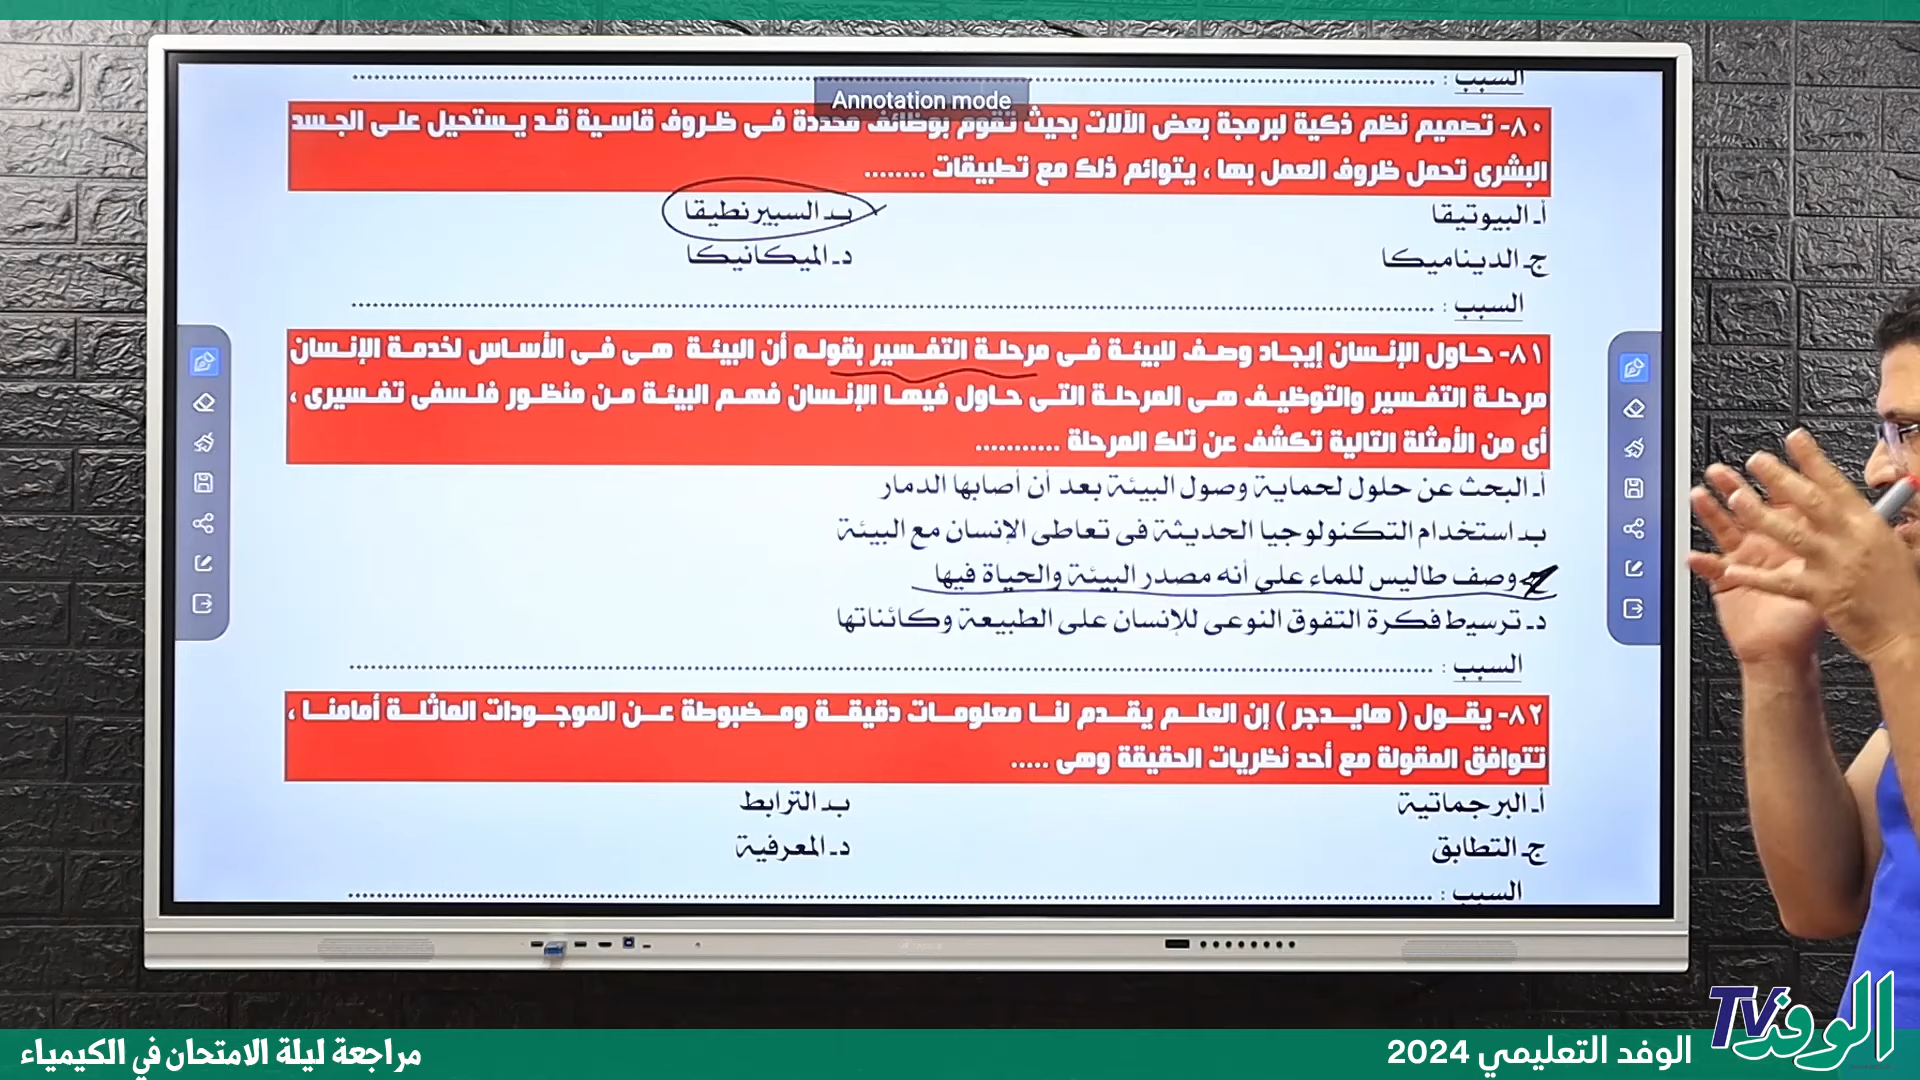 السبب : ........................................
Annotation mode
٨٠- تصميم نظم ذكية لبرمجة بعض الآلات بحيث تقوم بوظائف محددة فى ظروف قاسية قد يستحيل على الجسد
البشرى تحمل ظروف العمل بها ، يتوائم ذلك مع تطبيقات ........
أ- البيوتيقا
ب- السبيرنطيقا
ج- الديناميكا
د- الميكانيكا
السبب : ........................................
٨١- حاول الإنسان إيجاد وصف للبيئة فى مرحلة التفسير بقوله أن البيئة هى فى الأساس لخدمة الإنسان
مرحلة التفسير والتوظيف هى المرحلة التى حاول فيها الإنسان فهم البيئة من منظور فلسفى تفسيرى ،
أى من الأمثلة التالية تكشف عن تلك المرحلة ...........
أ- البحث عن حلول لحماية وصول البيئة بعد أن أصابها الدمار
ب- استخدام التكنولوجيا الحديثة فى تعاطى الإنسان مع البيئة
وصف طاليس للماء علي أنه مصدر البيئة والحياة فيها
د- ترسيط فكرة التفوق النوعى للإنسان على الطبيعة وكائناتها
السبب : ........................................
٨٢- يقول ( هايدجر ) إن العلم يقدم لنا معلومات دقيقة ومضبوطة عن الموجودات الماثلة أمامنا ،
تتوافق المقولة مع أحد نظريات الحقيقة وهى .....
أ- البرجماتية
ب- الترابط
ج- التطابق
د- المعرفية
السبب : ........................................
الوفد TV
الوفد التعليمي 2024
مراجعة ليلة الامتحان في الكيمياء